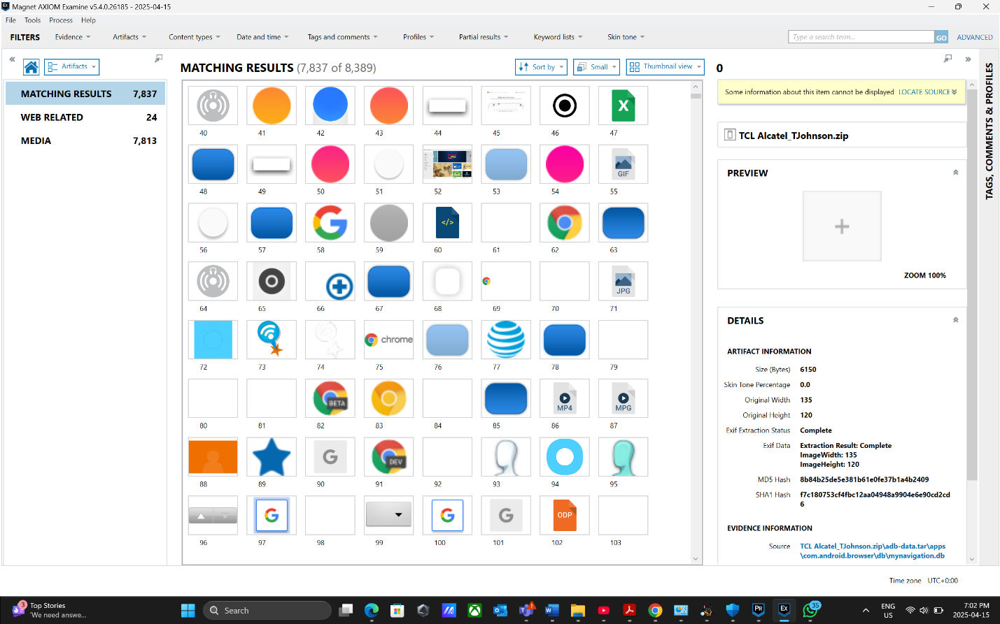 Magnet AXIOM Examine v5.4.0.26185 - 2025-04-15
File Tools Process Help
FILTERS Evidence Artifacts Content types Date and time Tags and comments Profiles Partial results Keyword lists Skin tone Type a search term... GO ADVANCED
Artifacts
MATCHING RESULTS 7,837
WEB RELATED 24
MEDIA 7,813
MATCHING RESULTS (7,837 of 8,389) Sort by Small Thumbnail view
X
40 41 42 43 44 45 46 47
GIF
48 49 50 51 52 53 54 55
</>
56 57 58 59 60 61 62 63
JPG
64 65 66 67 68 69 70 71
chrome
72 73 74 75 76 77 78 79
BETA MP4 MPG
80 81 82 83 84 85 86 87
G DEV
88 89 90 91 92 93 94 95
G G G ODP
96 97 98 99 100 101 102 103
0
Some information about this item cannot be displayed LOCATE SOURCE
TCL Alcatel_TJohnson.zip
PREVIEW
ZOOM 100%
DETAILS
ARTIFACT INFORMATION
Size (Bytes) 6150
Skin Tone Percentage 0.0
Original Width 135
Original Height 120
Exif Extraction Status Complete
Exif Data Extraction Result: Complete
ImageWidth: 135
ImageHeight: 120
MD5 Hash 8b84b25de5e381b61e0fe37b1a4b2409
SHA1 Hash f7c180753cf4fbc12aa04948a9904e6e90cd2cd
6
EVIDENCE INFORMATION
Source TCL Alcatel_TJohnson.zip\adb-data.tar\apps
\com.android.browser\db\mynavigation.db
TAGS, COMMENTS & PROFILES
Time zone UTC+0:00
3 Top Stories
"We need answe...
Search
PR EX 35
ENG
US
7:02 PM
2025-04-15